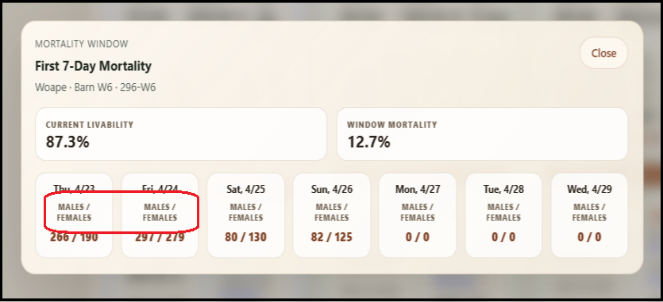 MORTALITY WINDOW
Close
First 7-Day Mortality
Woape · Barn W6 · 296-W6
CURRENT LIVABILITY
87.3%
WINDOW MORTALITY
12.7%
Thu, 4/23
MALES /
FEMALES
266 / 190
Fri, 4/24
MALES /
FEMALES
297 / 279
Sat, 4/25
MALES /
FEMALES
80 / 130
Sun, 4/26
MALES /
FEMALES
82 / 125
Mon, 4/27
MALES /
FEMALES
0 / 0
Tue, 4/28
MALES /
FEMALES
0 / 0
Wed, 4/29
MALES /
FEMALES
0 / 0